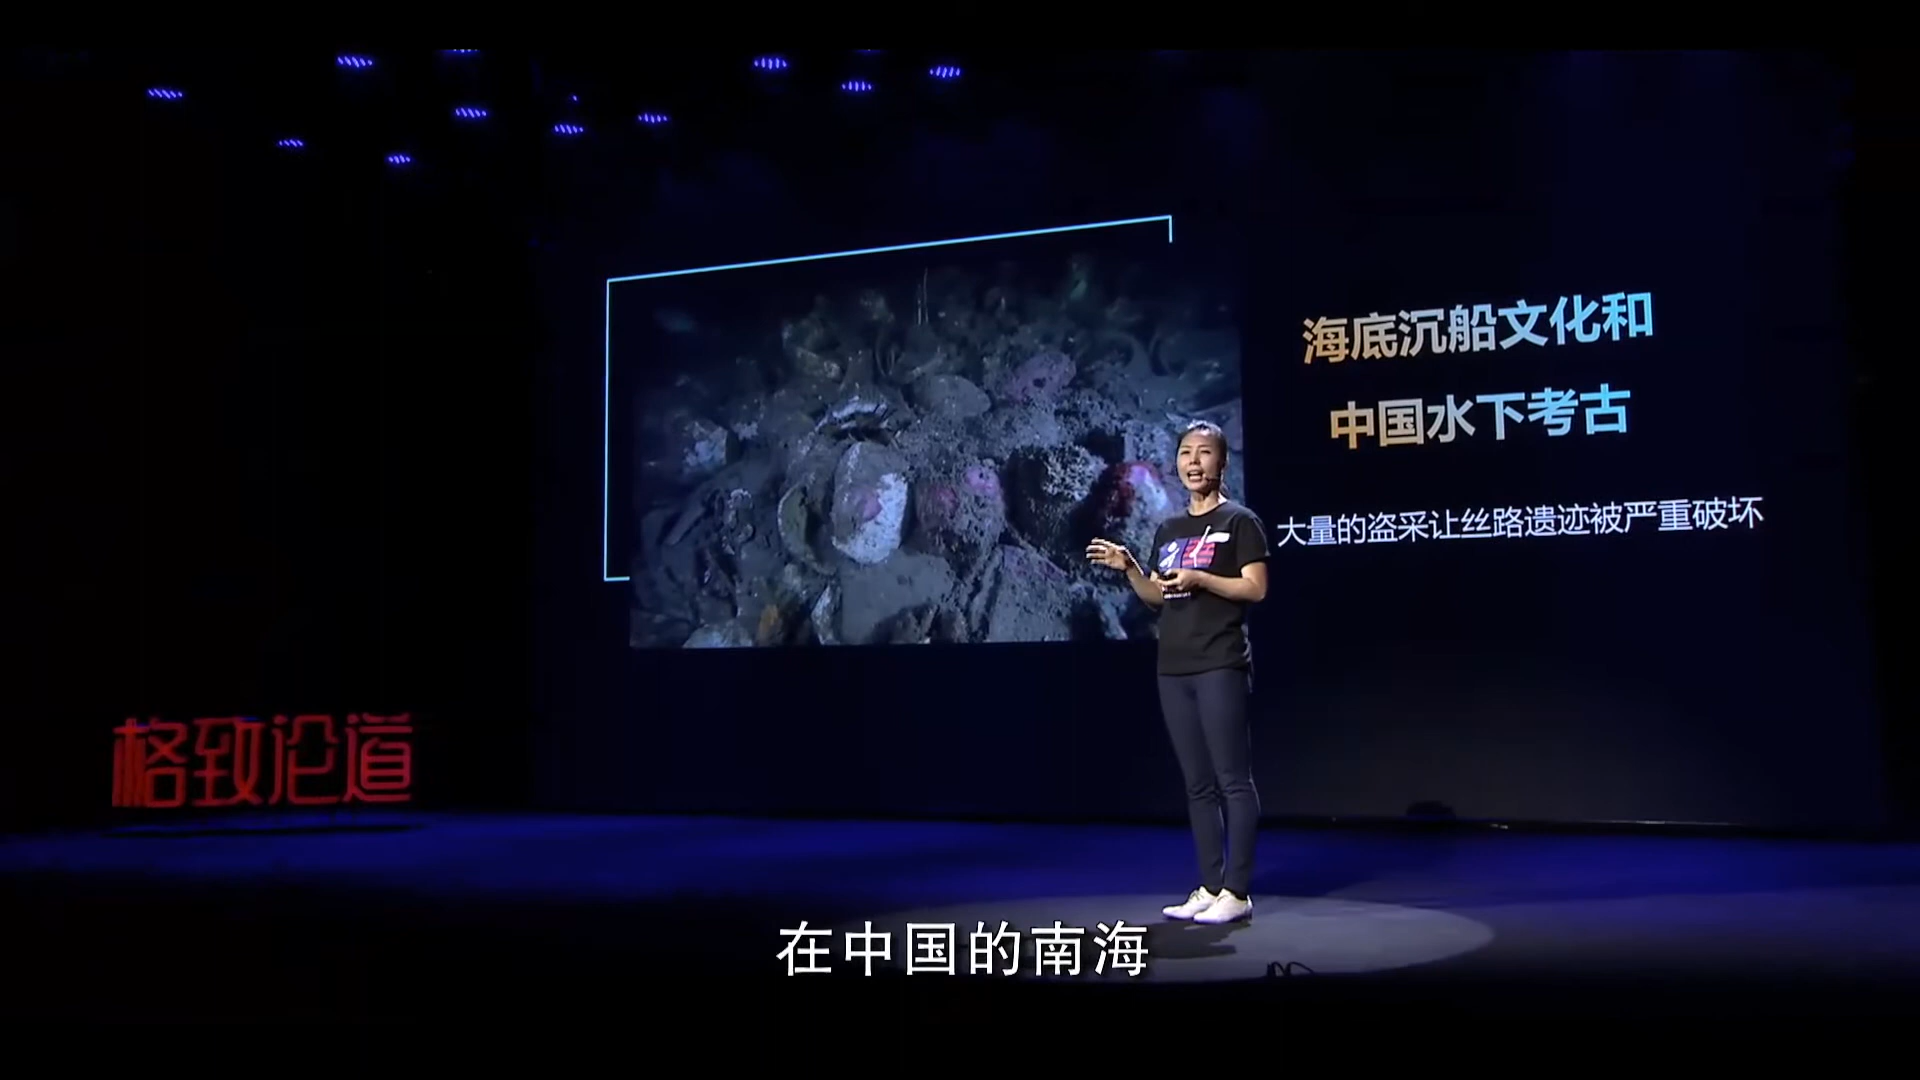 海底沉船文化和
中国水下考古
大量的盗采让丝路遗迹被严重破坏
格致论道
在中国的南海